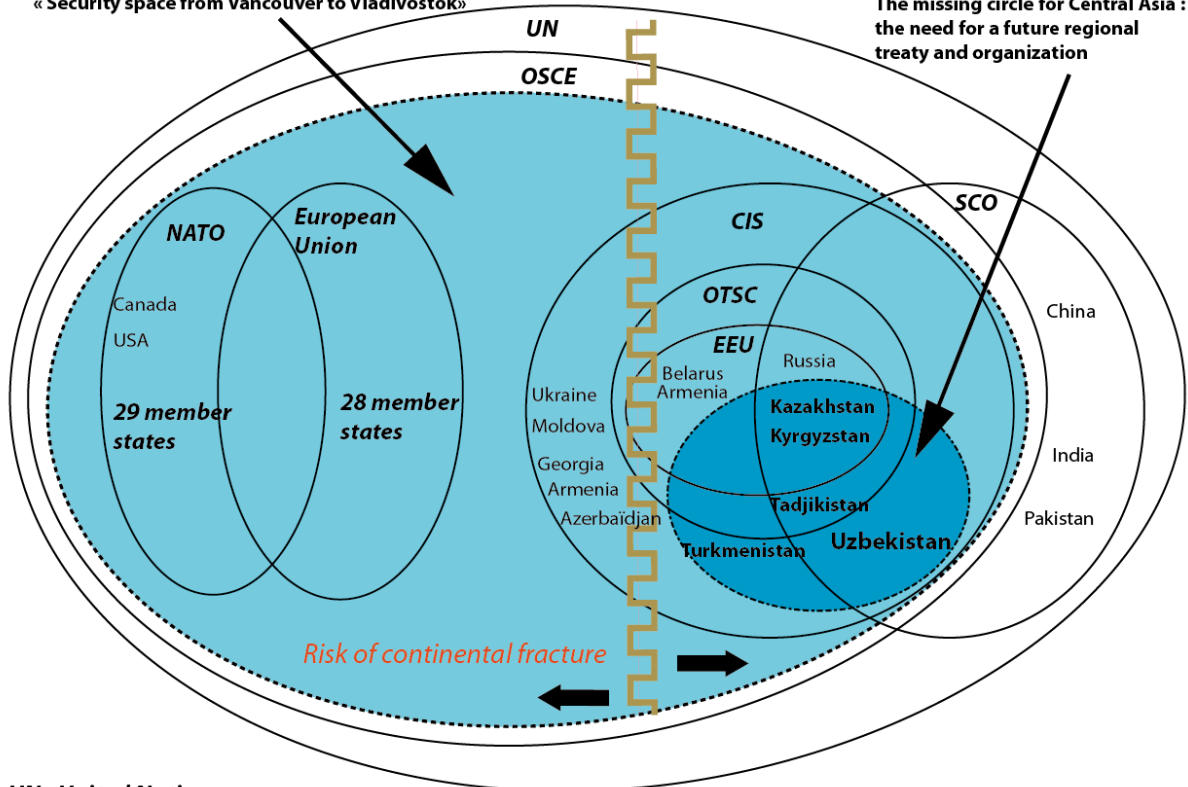 « Security space from Vancouver to Vladivostok»
The missing circle for Central Asia :
the need for a future regional
treaty and organization
UN
OSCE
NATO
European
Union
Canada
USA
29 member
states
28 member
states
CIS
SCO
OTSC
EEU
Russia
Belarus
Armenia
Ukraine
Moldova
Georgia
Armenia
Azerbaïdjan
Kazakhstan
Kyrgyzstan
Tadjikistan
Turkmenistan
Uzbekistan
China
India
Pakistan
Risk of continental fracture